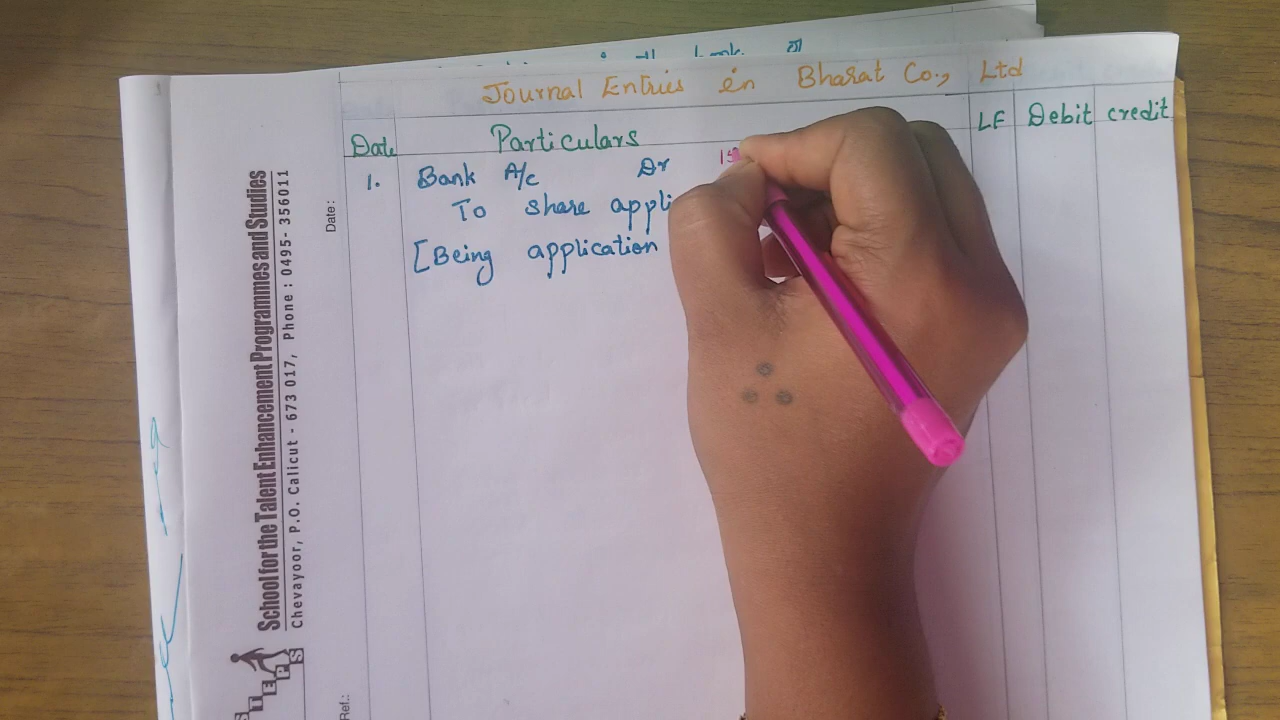 Journal Entries in Bharat Co., Ltd
Date Particulars LF Debit credit
1. Bank A/c Dr
To share appli
[Being application
School for the Talent Enhancement Programmes and Studies
Chevayoor, P.O. Calicut - 673 017, Phone : 0495- 356011
STEPS
Date :
Ref.: